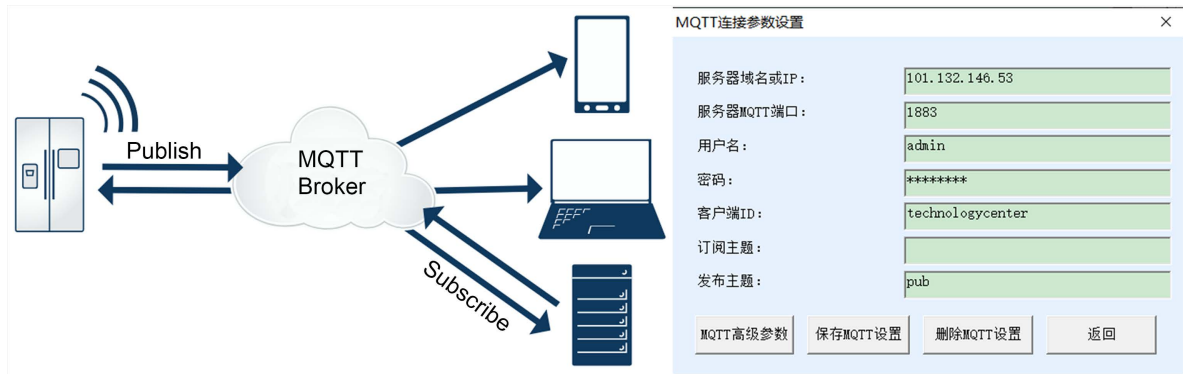 Publish
MQTT
Broker
Subscribe
MQTT连接参数设置
服务器域名或IP：
101.132.146.53
服务器MQTT端口：
1883
用户名：
admin
密码：
********
客户端ID：
technologycenter
订阅主题：
发布主题：
pub
MQTT高级参数
保存MQTT设置
删除MQTT设置
返回